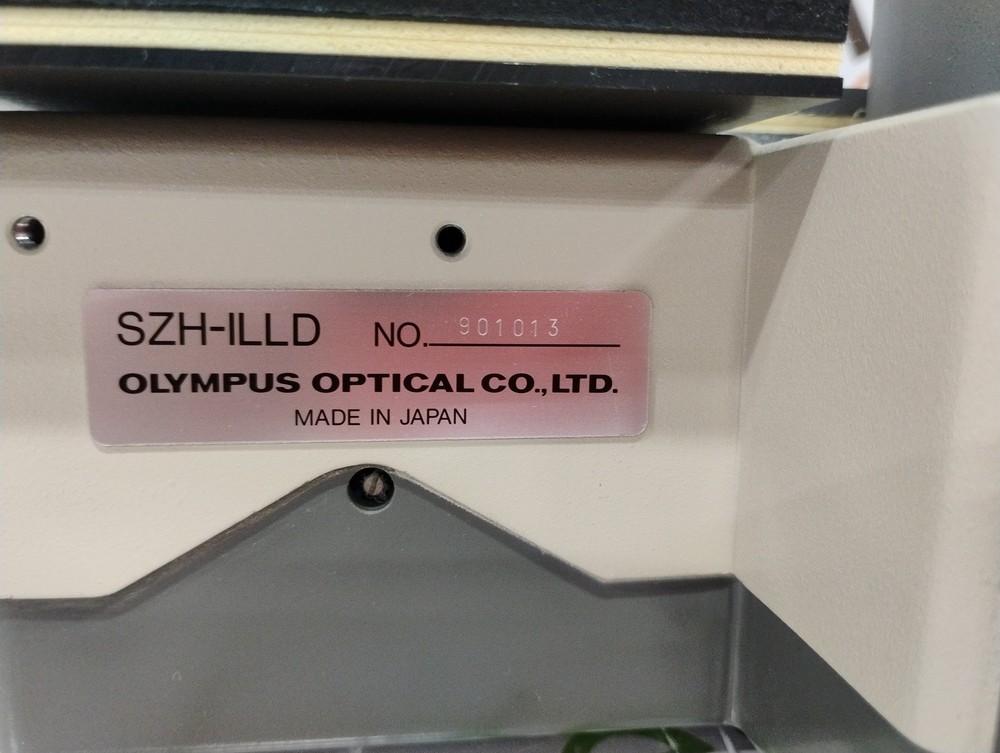 SZH-ILLD NO. 901013
OLYMPUS OPTICAL CO.,LTD.
MADE IN JAPAN